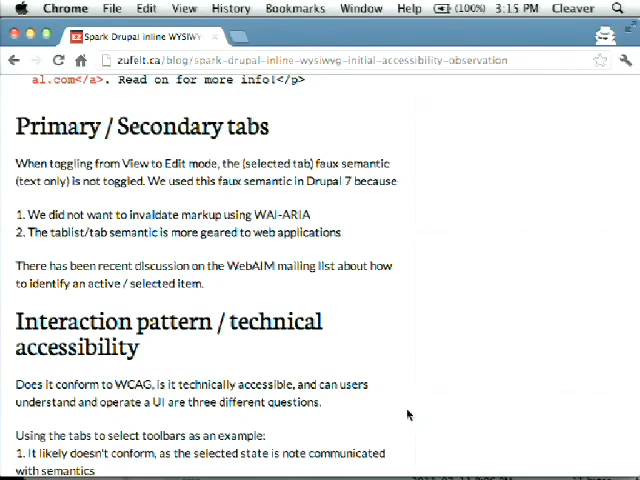 Chrome File Edit View History Bookmarks Window Help (100%) 3:15 PM Cleaver
EZ Spark Drupal inline WYSIWY
zufelt.ca/blog/spark-drupal-inline-wysiwyg-initial-accessibility-observation
al.com</a>. Read on for more info!</p>
Primary / Secondary tabs
When toggling from View to Edit mode, the (selected tab) faux semantic
(text only) is not toggled. We used this faux semantic in Drupal 7 because
1. We did not want to invalidate markup using WAI-ARIA
2. The tablist/tab semantic is more geared to web applications
There has been recent discussion on the WebAIM mailing list about how
to identify an active / selected item.
Interaction pattern / technical
accessibility
Does it conform to WCAG, is it technically accessible, and can users
understand and operate a UI are three different questions.
Using the tabs to select toolbars as an example:
1. It likely doesn't conform, as the selected state is note communicated
with semantics